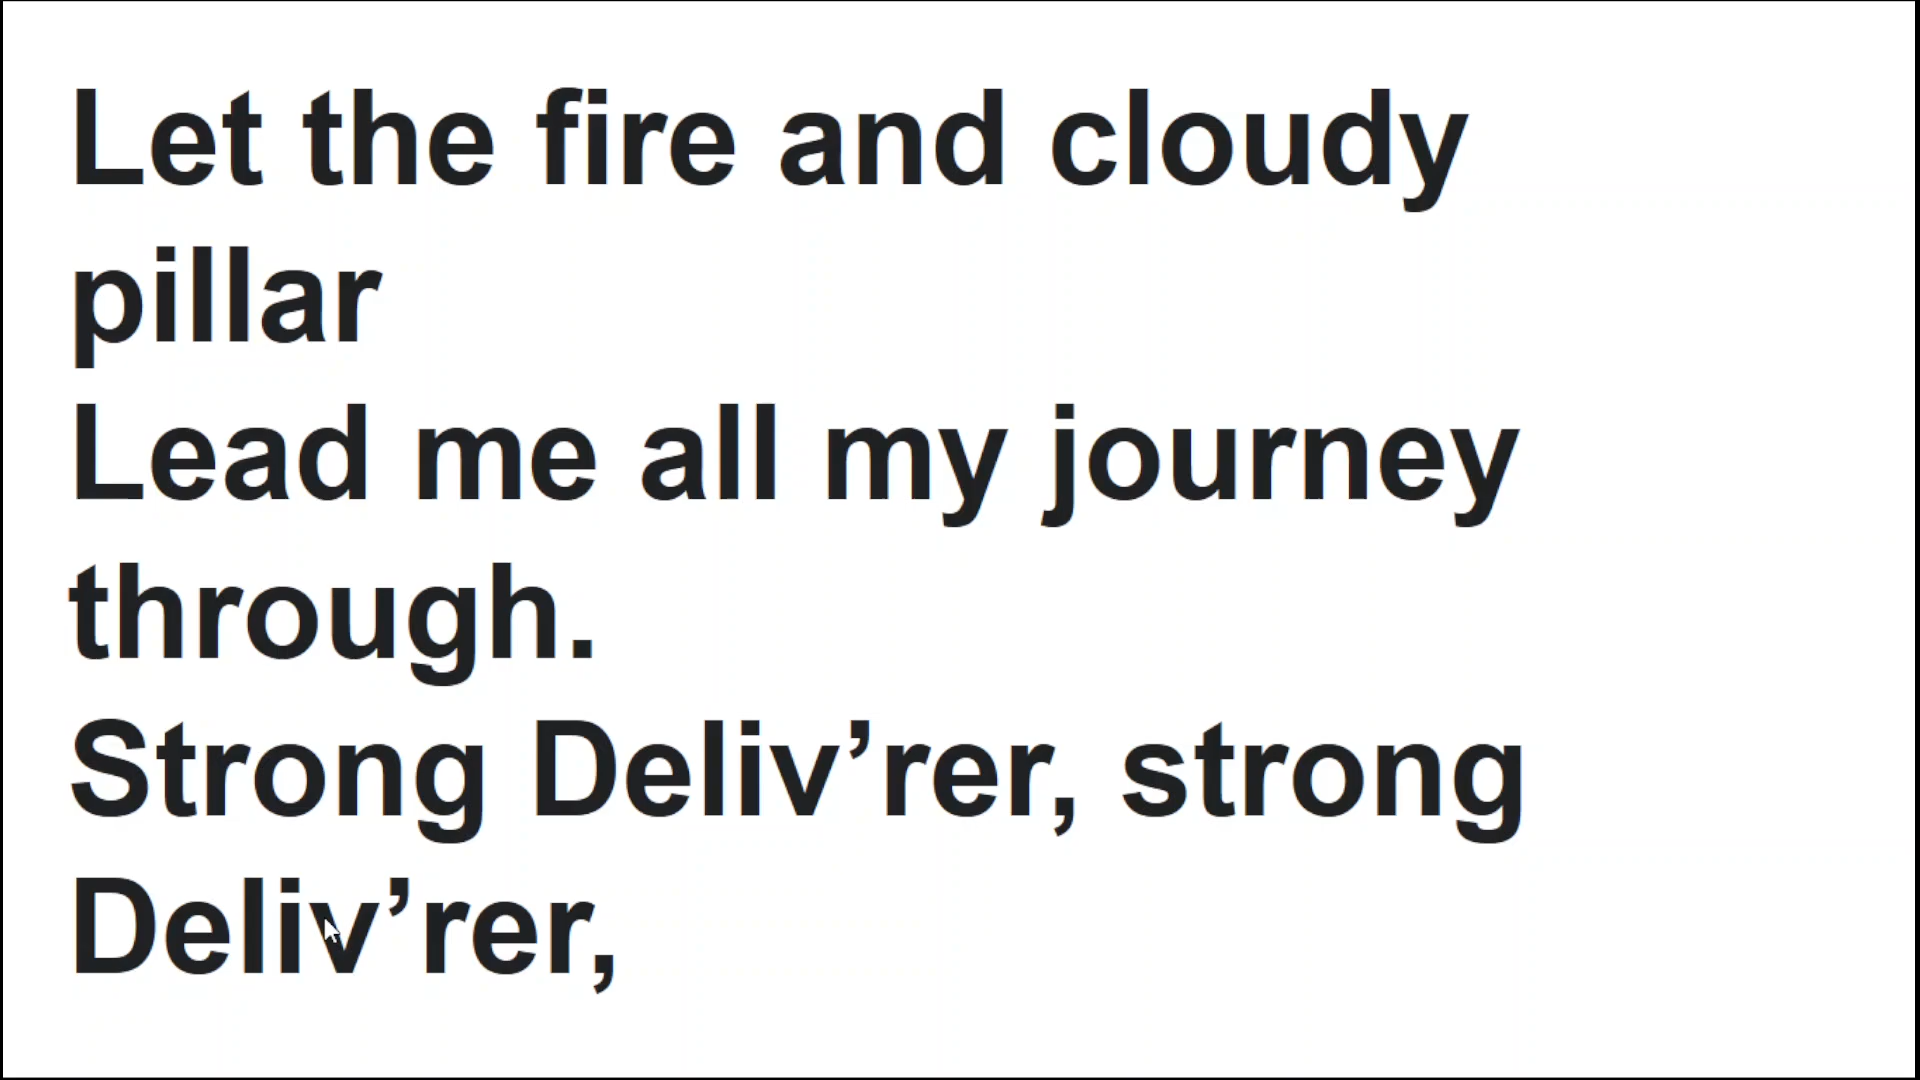 Let the fire and cloudy
pillar
Lead me all my journey
through.
Strong Deliv’rer, strong
Deliv’rer,